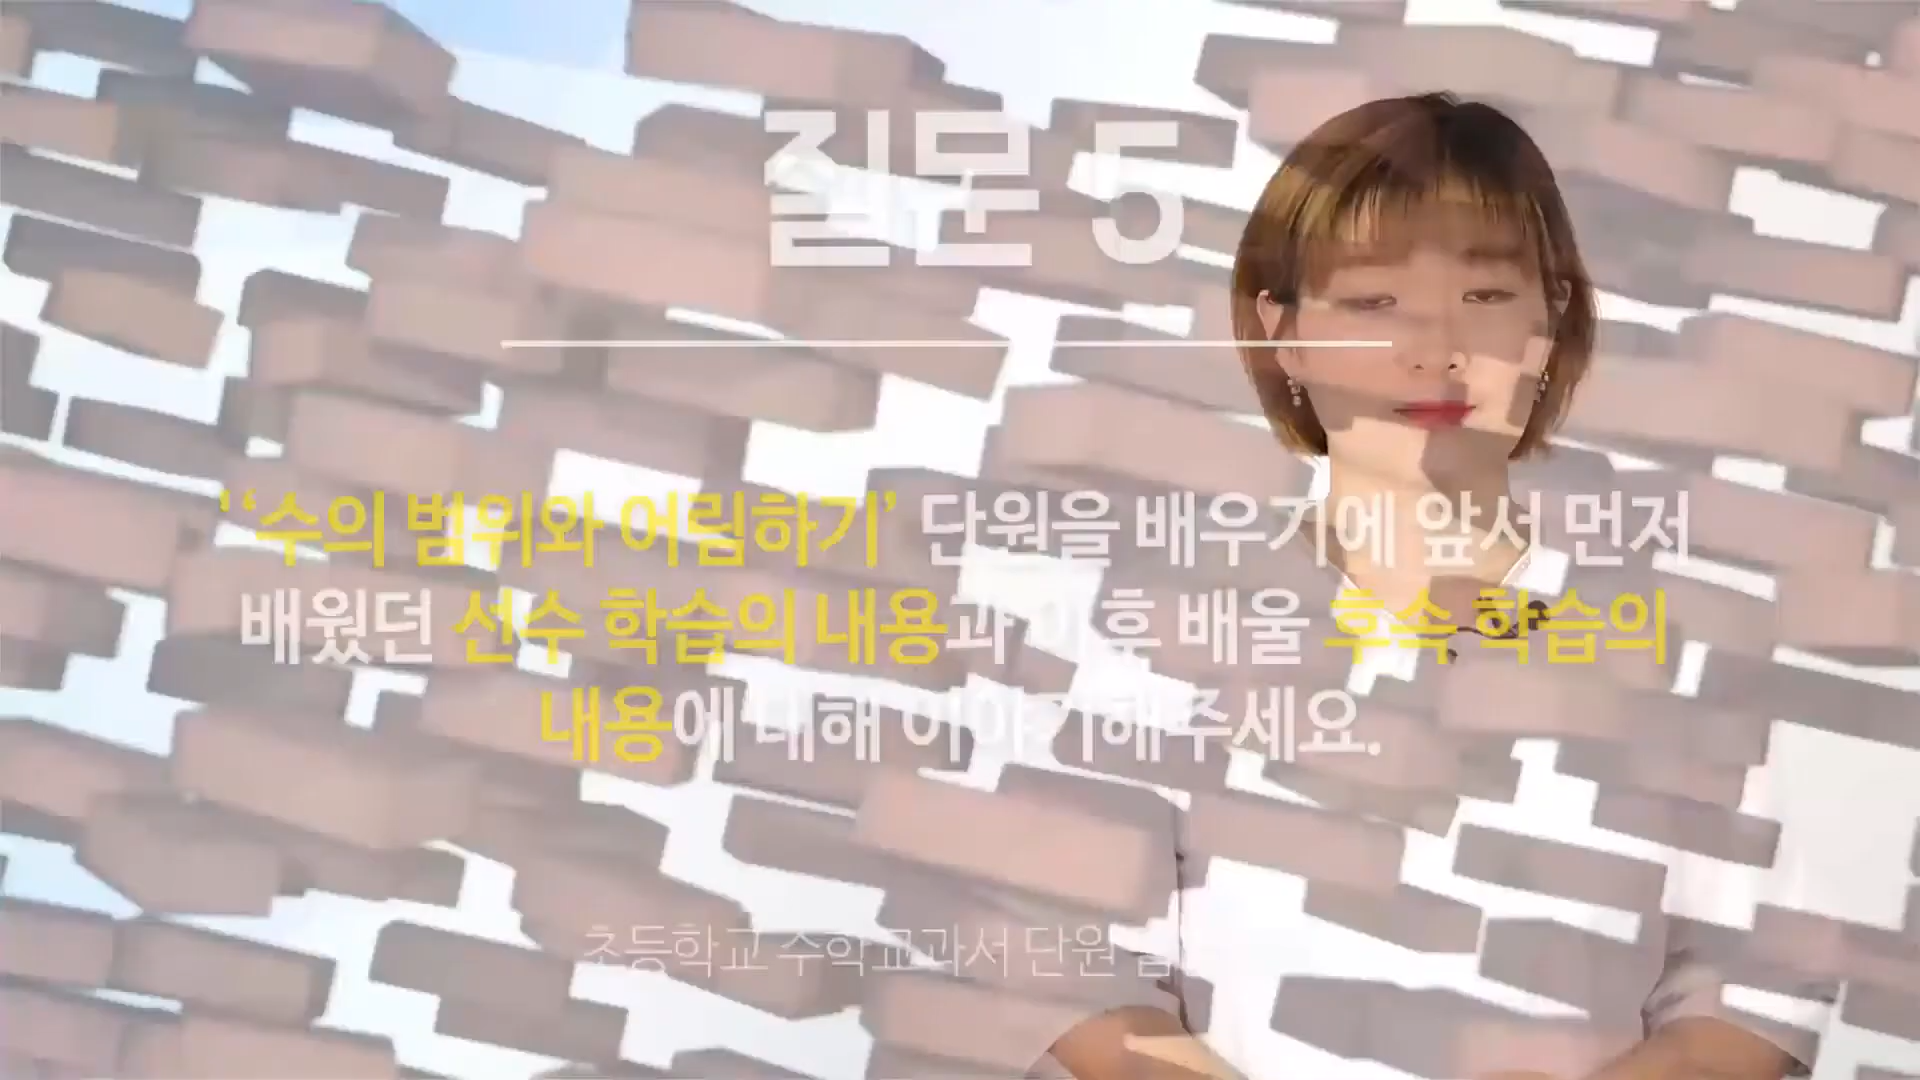 질문 5
'‘수의 범위와 어림하기’ 단원을 배우기에 앞서 먼저
배웠던 선수 학습의 내용과 이후 배울 후속 학습의
내용에 대해 이야기해주세요.
초등학교 수학교과서 단원